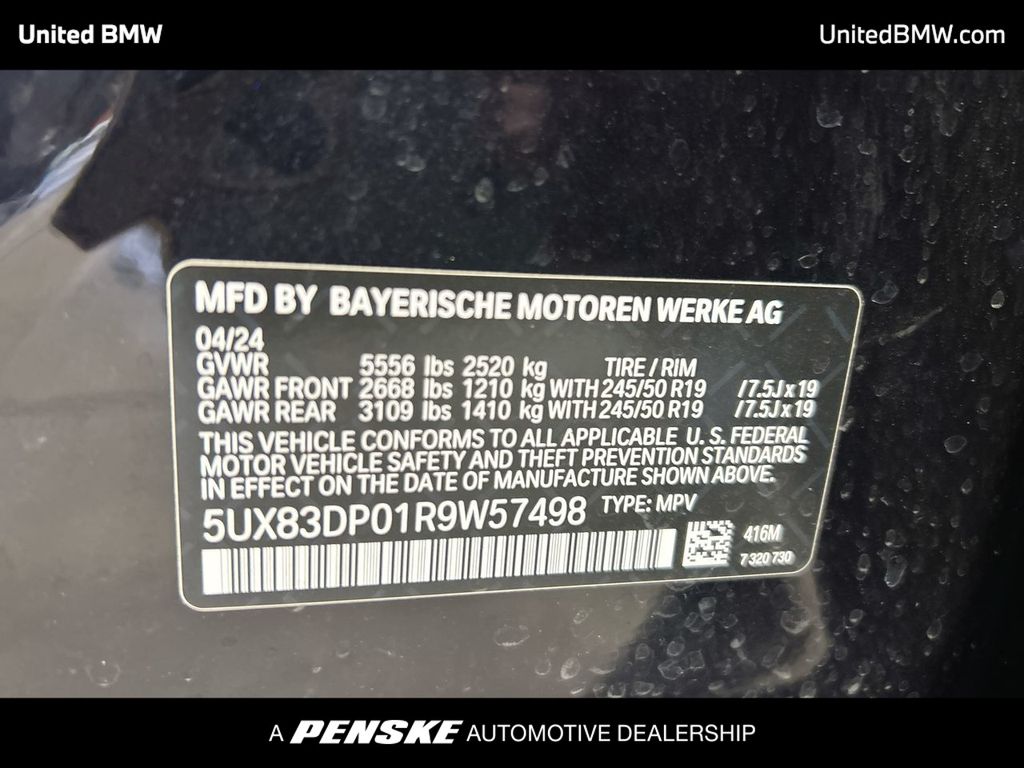 United BMW
UnitedBMW.com
MFD BY BAYERISCHE MOTOREN WERKE AG
04/24
GVWR 5556 lbs 2520 kg TIRE / RIM
GAWR FRONT 2668 lbs 1210 kg WITH 245/50 R19 /7.5J x 19
GAWR REAR 3109 lbs 1410 kg WITH 245/50 R19 /7.5J x 19
THIS VEHICLE CONFORMS TO ALL APPLICABLE U. S. FEDERAL
MOTOR VEHICLE SAFETY AND THEFT PREVENTION STANDARDS
IN EFFECT ON THE DATE OF MANUFACTURE SHOWN ABOVE.
5UX83DP01R9W57498 TYPE: MPV
416M
7 320 730
A PENSKE AUTOMOTIVE DEALERSHIP